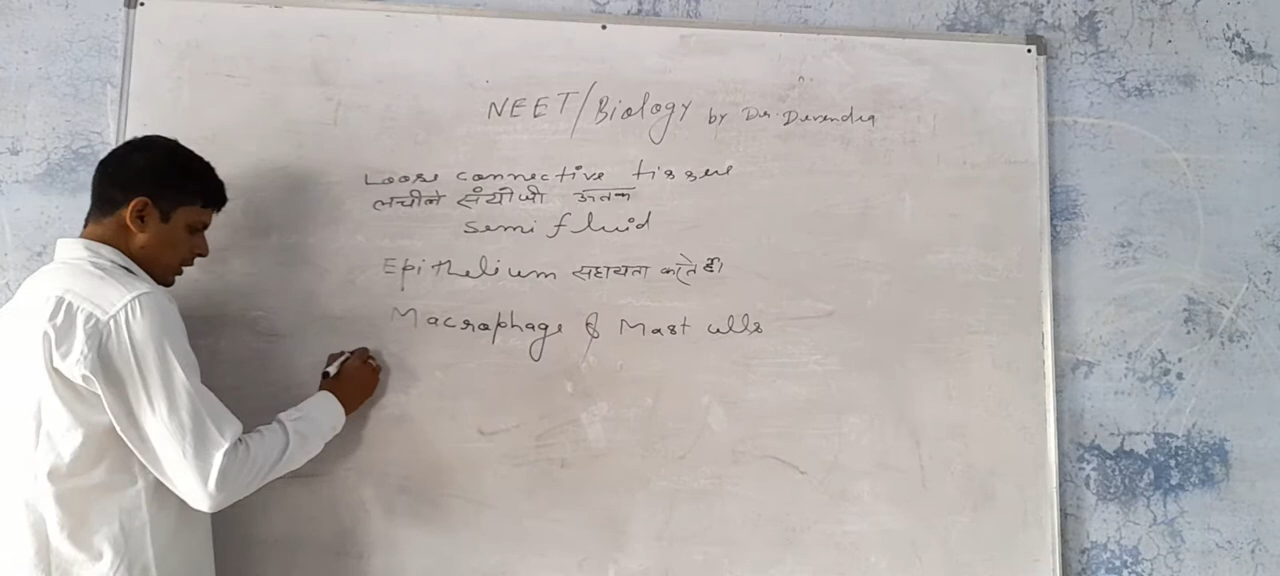 NEET/Biology by Dr. Devendra
Loose connective tissue
लचीले संयोजी ऊतक
semi fluid
Epithelium सहायता करते हैं।
Macrophage & Mast cells